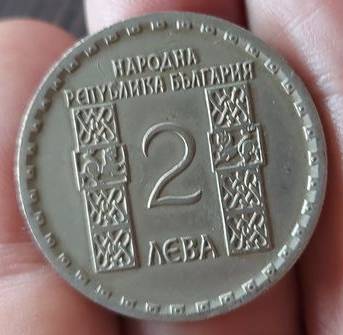 НАРОДНА
РЕПУБЛИКА БЪЛГАРИЯ
2
ЛЕВА